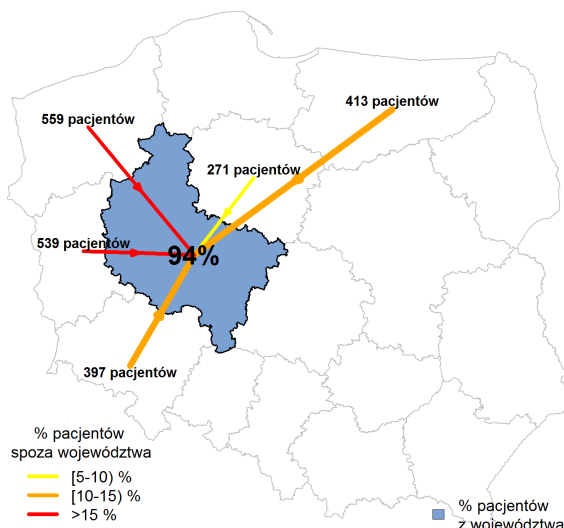 413 pacjentów
559 pacjentów
271 pacjentów
539 pacjentów
94%
397 pacjentów
% pacjentów
spoza województwa
[5-10) %
[10-15) %
>15 %
% pacjentów
z województwa